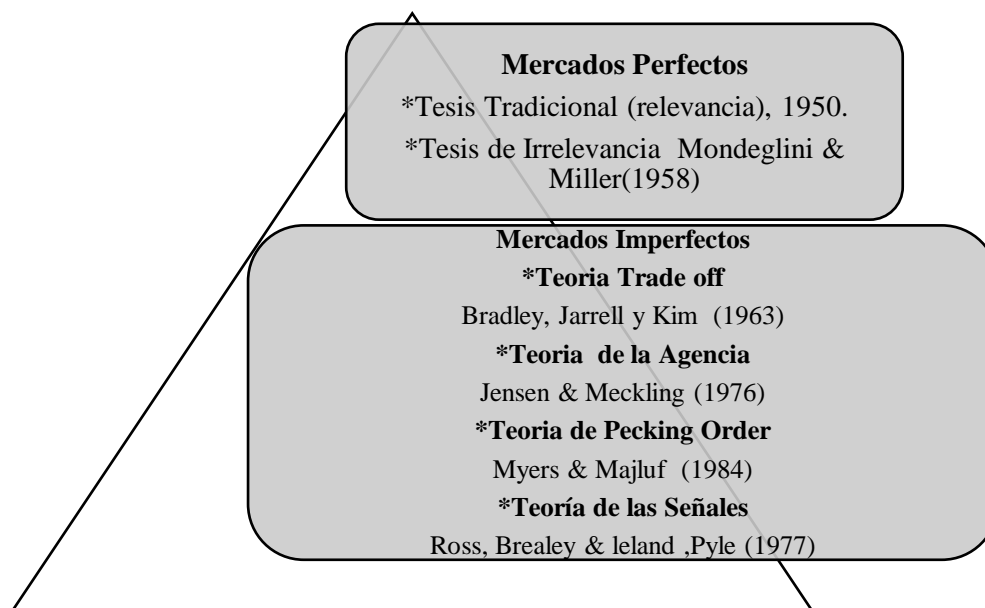 Mercados Perfectos
*Tesis Tradicional (relevancia), 1950.
*Tesis de Irrelevancia Mondeglini &
Miller(1958)
Mercados Imperfectos
*Teoria Trade off
Bradley, Jarrell y Kim (1963)
*Teoria de la Agencia
Jensen & Meckling (1976)
*Teoria de Pecking Order
Myers & Majluf (1984)
*Teoría de las Señales
Ross, Brealey & leland ,Pyle (1977)